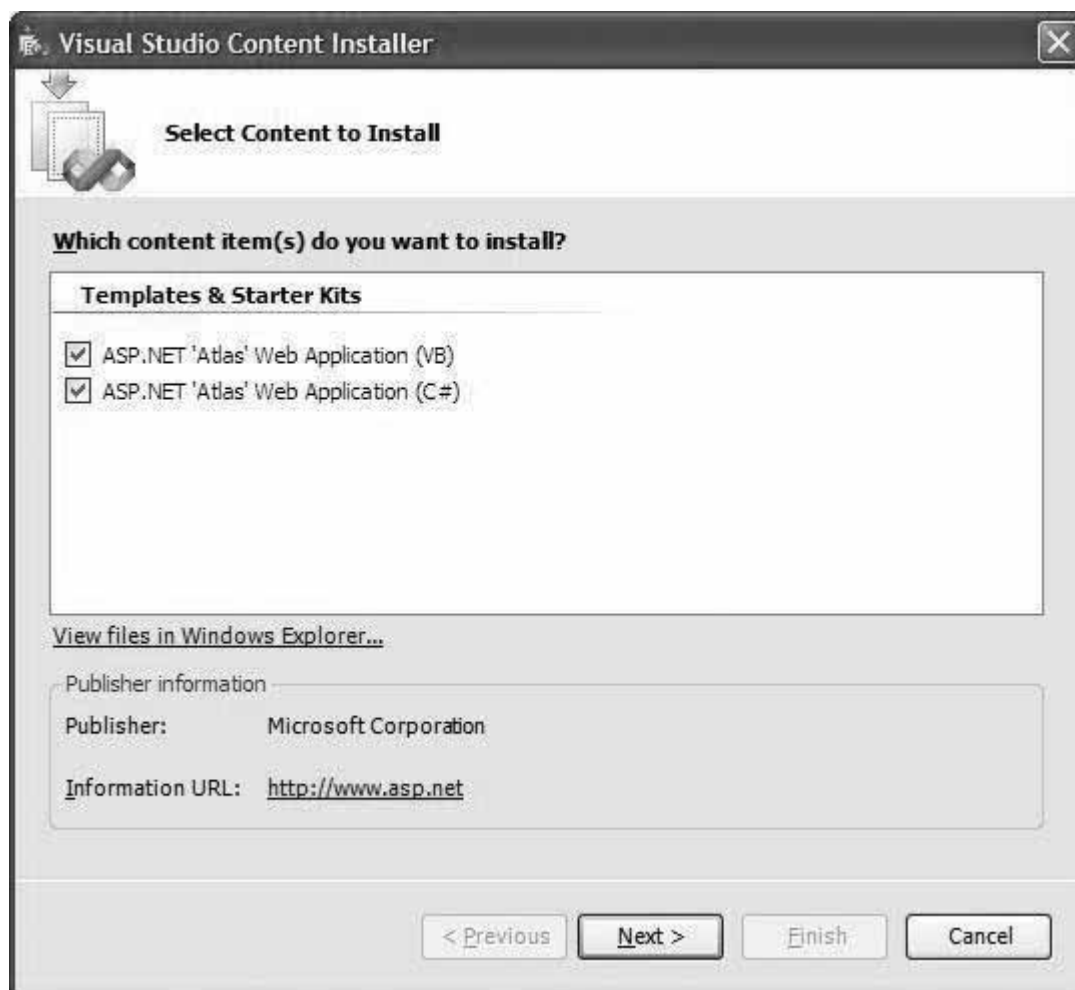 Visual Studio Content Installer
Select Content to Install
Which content item(s) do you want to install?
Templates & Starter Kits
ASP.NET 'Atlas' Web Application (VB)
ASP.NET 'Atlas' Web Application (C#)
View files in Windows Explorer...
Publisher information
Publisher: Microsoft Corporation
Information URL: http://www.asp.net
< Previous Next > Finish Cancel